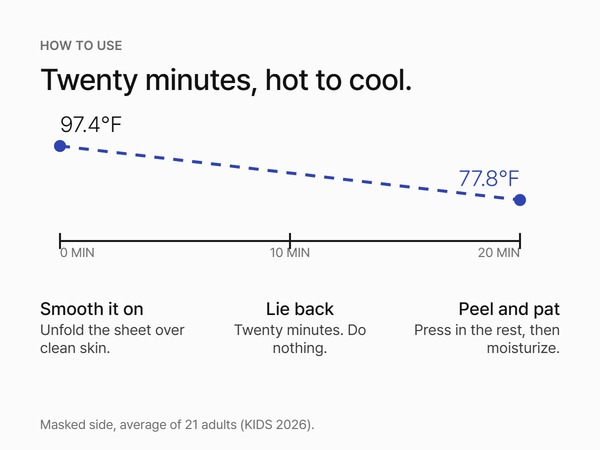 HOW TO USE
Twenty minutes, hot to cool.
97.4°F
77.8°F
0 MIN
10 MIN
20 MIN
Smooth it on
Unfold the sheet over
clean skin.
Lie back
Twenty minutes. Do
nothing.
Peel and pat
Press in the rest, then
moisturize.
Masked side, average of 21 adults (KIDS 2026).